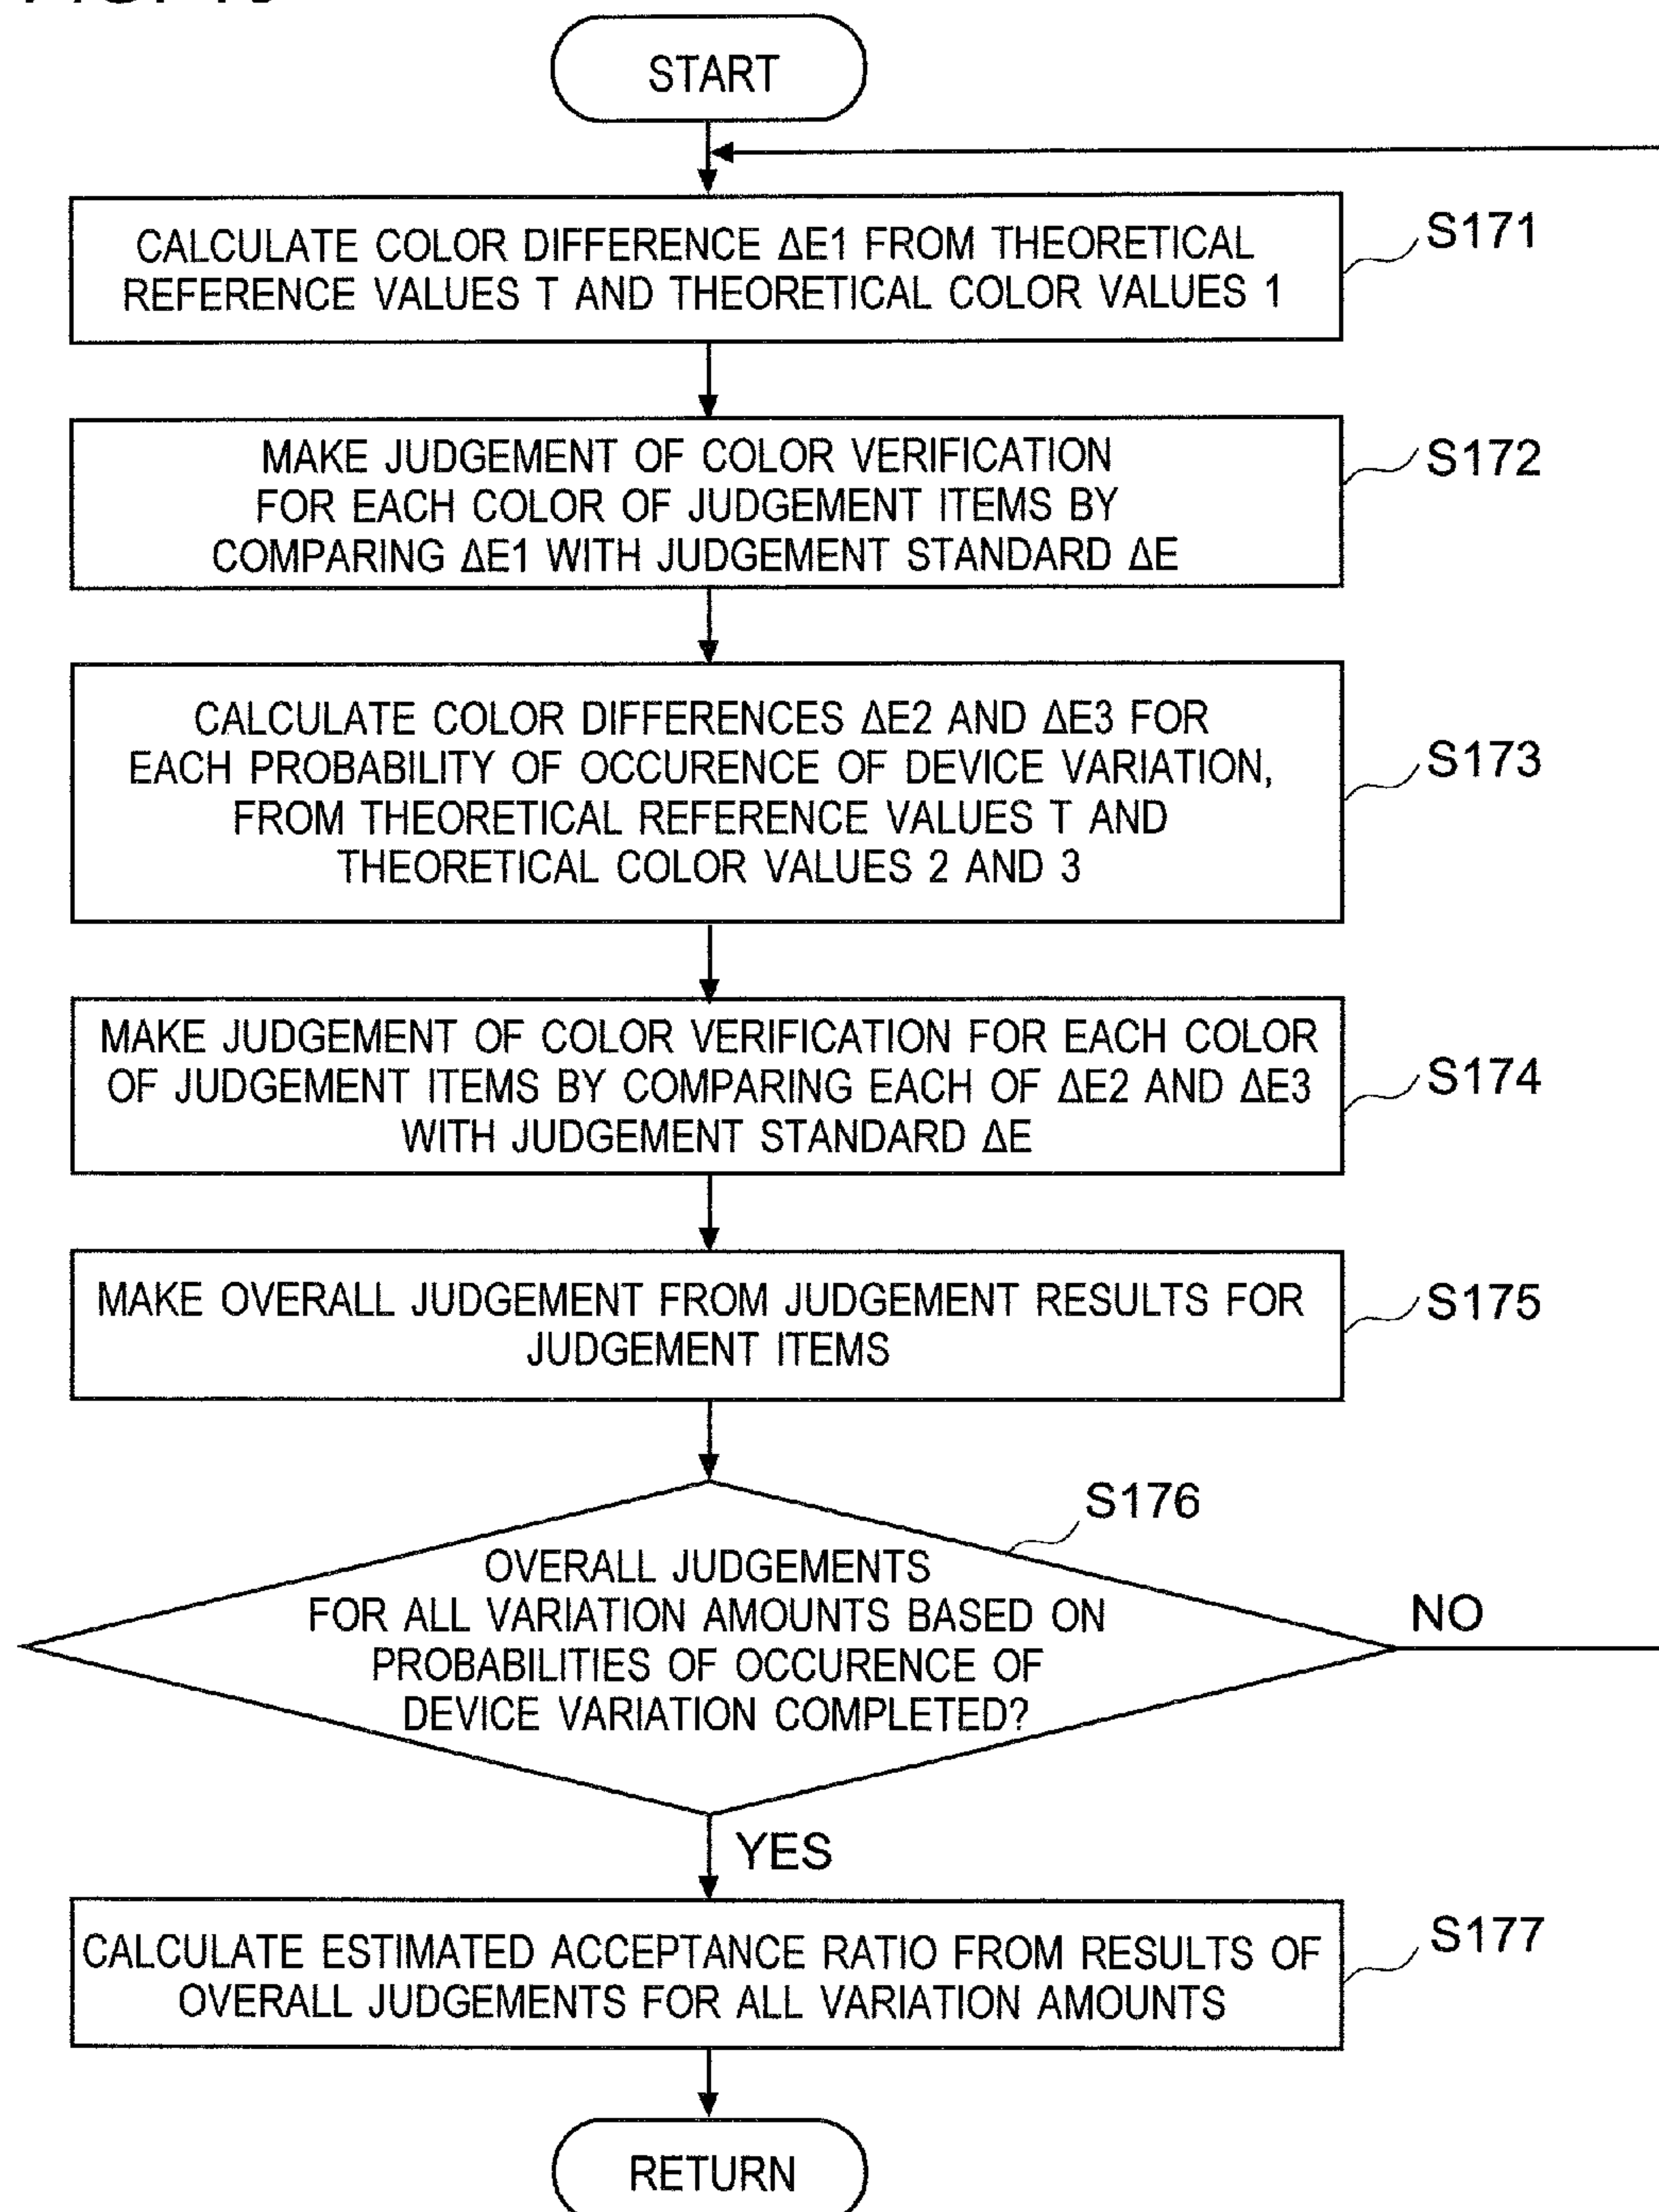 START
CALCULATE COLOR DIFFERENCE ΔE1 FROM THEORETICAL
REFERENCE VALUES T AND THEORETICAL COLOR VALUES 1
S171
MAKE JUDGEMENT OF COLOR VERIFICATION
FOR EACH COLOR OF JUDGEMENT ITEMS BY
COMPARING ΔE1 WITH JUDGEMENT STANDARD ΔE
S172
CALCULATE COLOR DIFFERENCES ΔE2 AND ΔE3 FOR
EACH PROBABILITY OF OCCURENCE OF DEVICE VARIATION,
FROM THEORETICAL REFERENCE VALUES T AND
THEORETICAL COLOR VALUES 2 AND 3
S173
MAKE JUDGEMENT OF COLOR VERIFICATION FOR EACH COLOR
OF JUDGEMENT ITEMS BY COMPARING EACH OF ΔE2 AND ΔE3
WITH JUDGEMENT STANDARD ΔE
S174
MAKE OVERALL JUDGEMENT FROM JUDGEMENT RESULTS FOR
JUDGEMENT ITEMS
S175
S176
OVERALL JUDGEMENTS
FOR ALL VARIATION AMOUNTS BASED ON
PROBABILITIES OF OCCURENCE OF
DEVICE VARIATION COMPLETED?
NO
YES
CALCULATE ESTIMATED ACCEPTANCE RATIO FROM RESULTS OF
OVERALL JUDGEMENTS FOR ALL VARIATION AMOUNTS
S177
RETURN